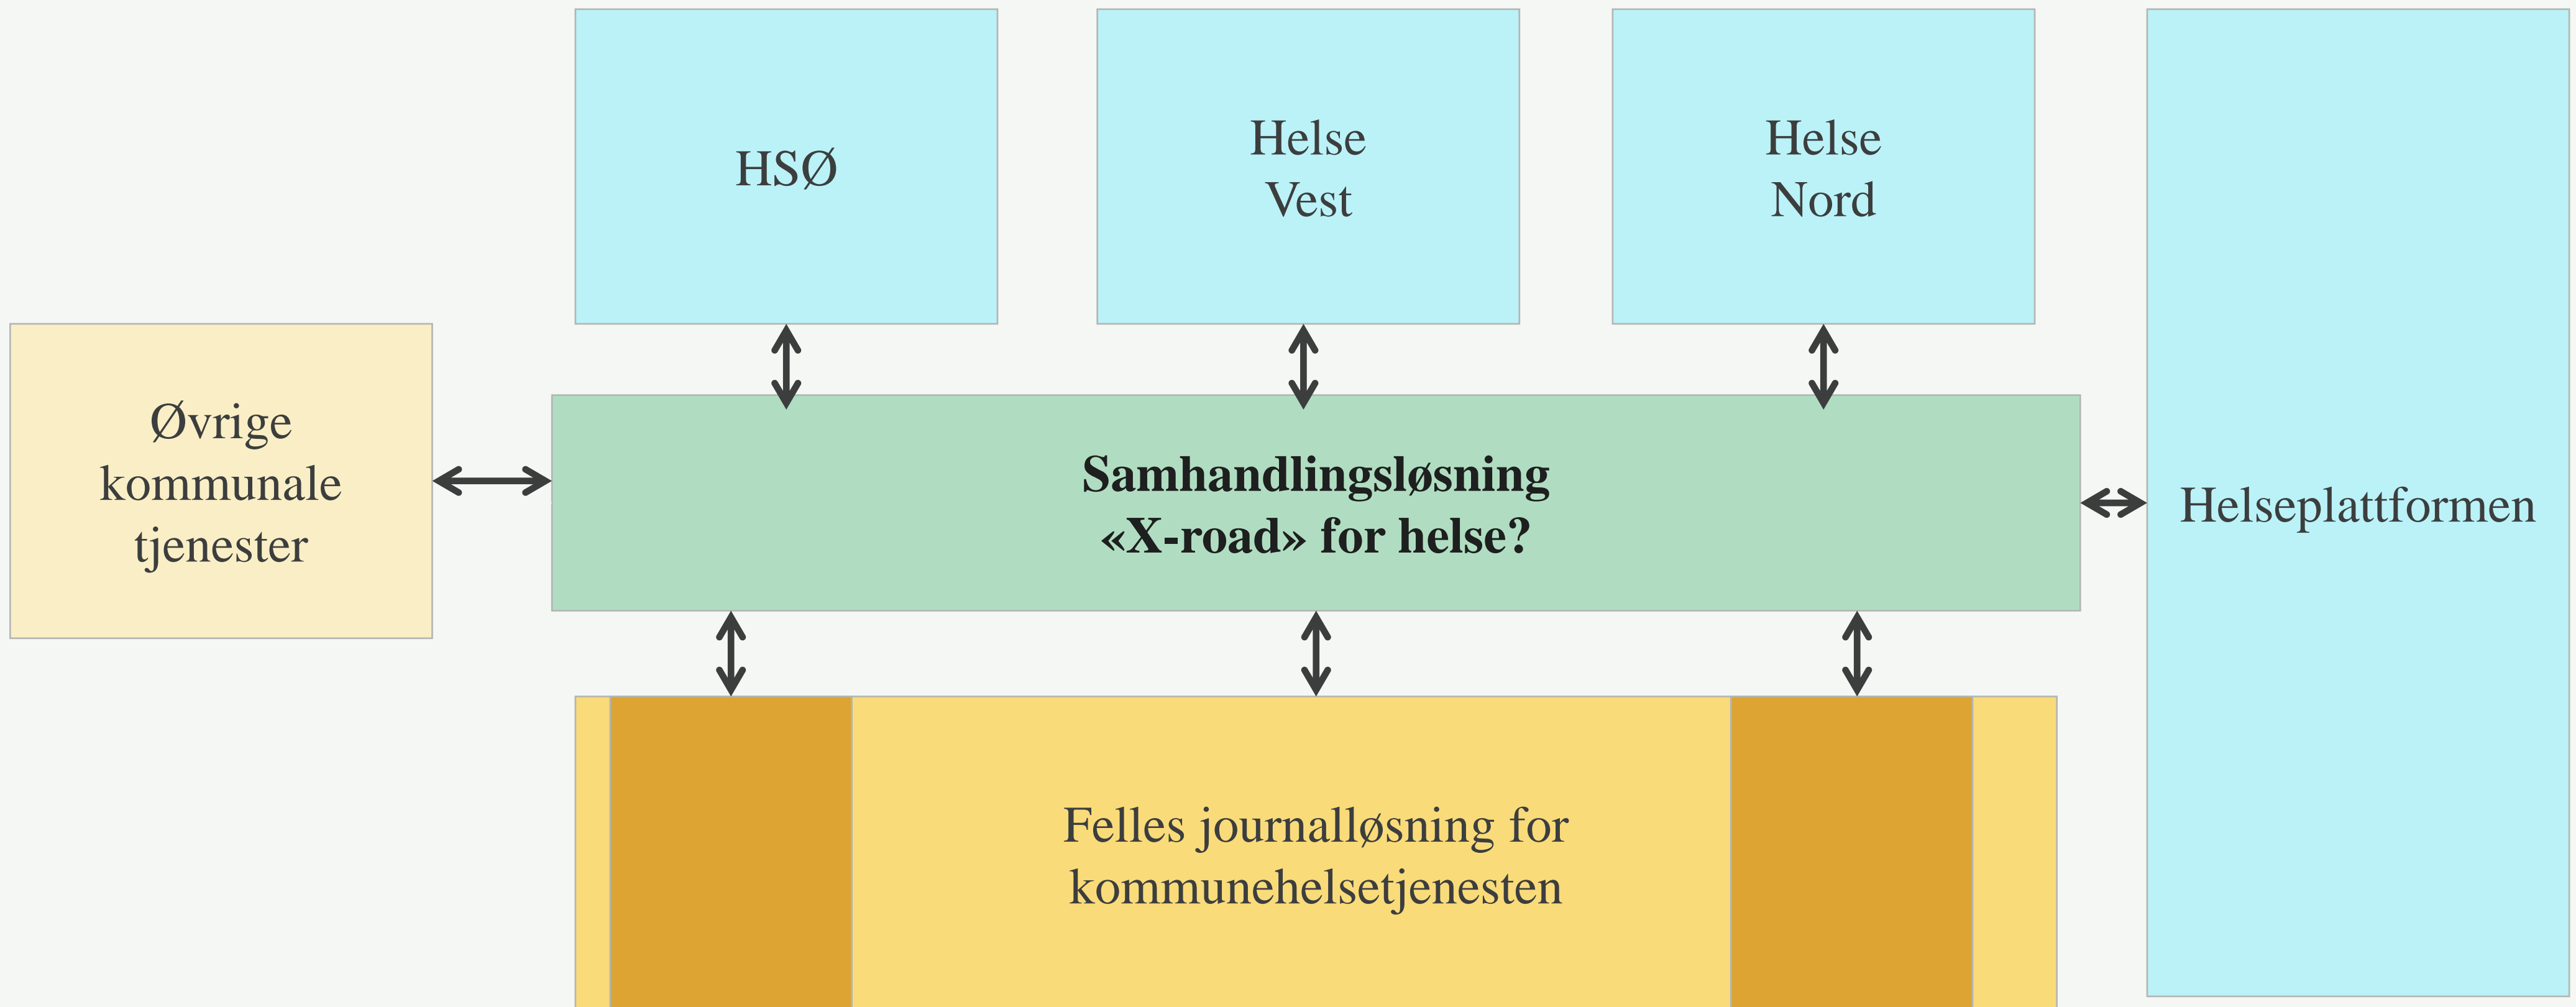 HSØ
Helse
Vest
Helse
Nord
Øvrige
kommunale
tjenester
Samhandlingsløsning
«X-road» for helse?
Helseplattformen
Felles journalløsning for
kommunehelsetjenesten